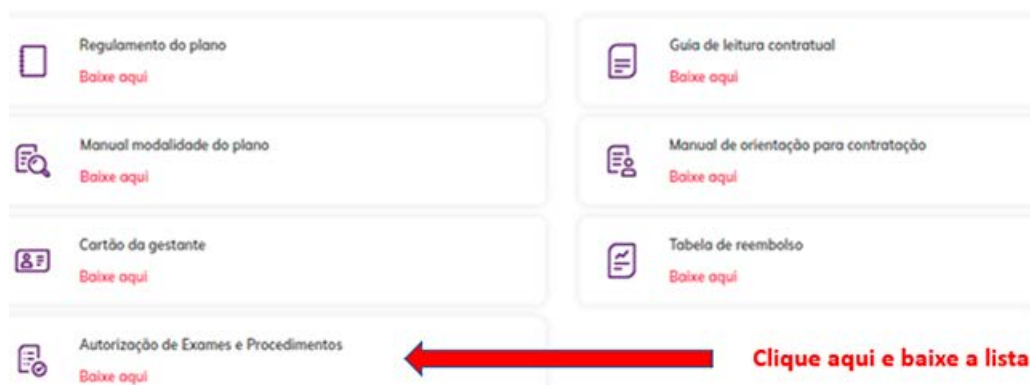 Regulamento do plano
Baixe aqui
Guia de leitura contratual
Baixe aqui
Manual modalidade do plano
Baixe aqui
Manual de orientação para contratação
Baixe aqui
Cartão da gestante
Baixe aqui
Tabela de reembolso
Baixe aqui
Autorização de Exames e Procedimentos
Baixe aqui
Clique aqui e baixe a lista